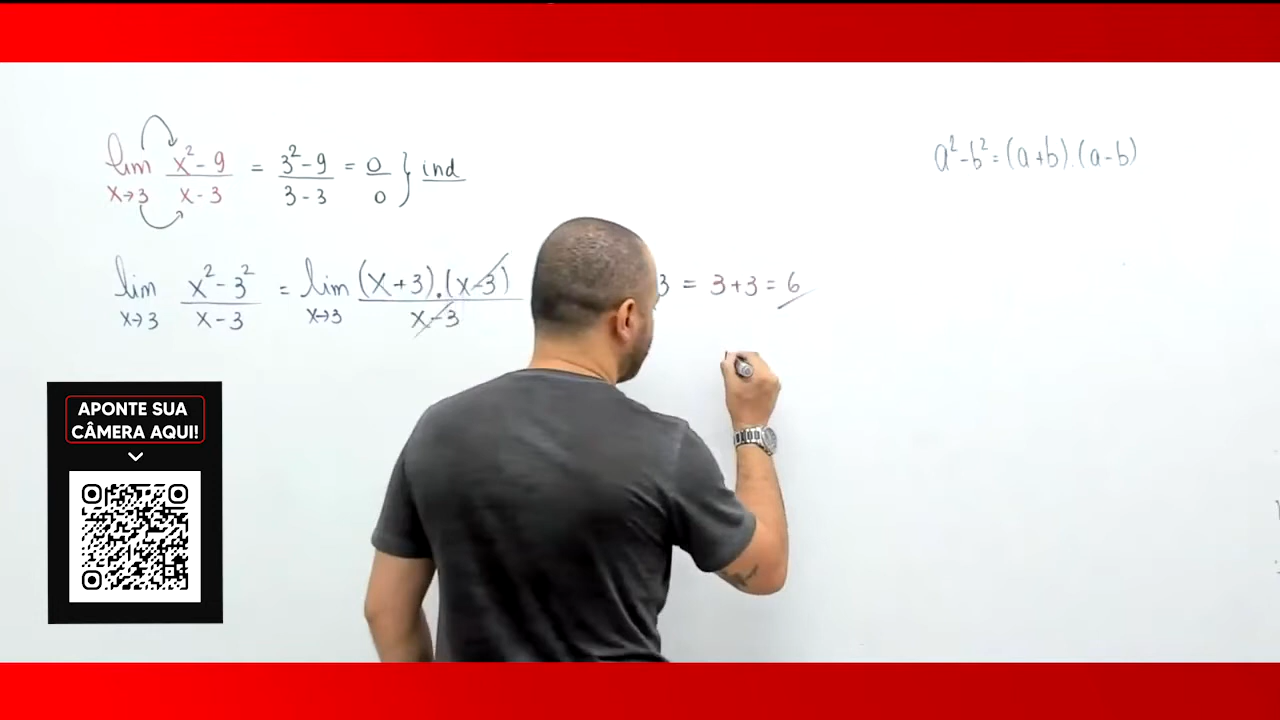 lim x→3 x²-9 / x-3 = 3²-9 / 3-3 = 0 / 0 } ind
a²-b²=(a+b).(a-b)
lim x→3 x²-3² / x-3 = lim x→3 (x+3).(x-3) / x-3 3 = 3+3 = 6
APONTE SUA
CÂMERA AQUI!